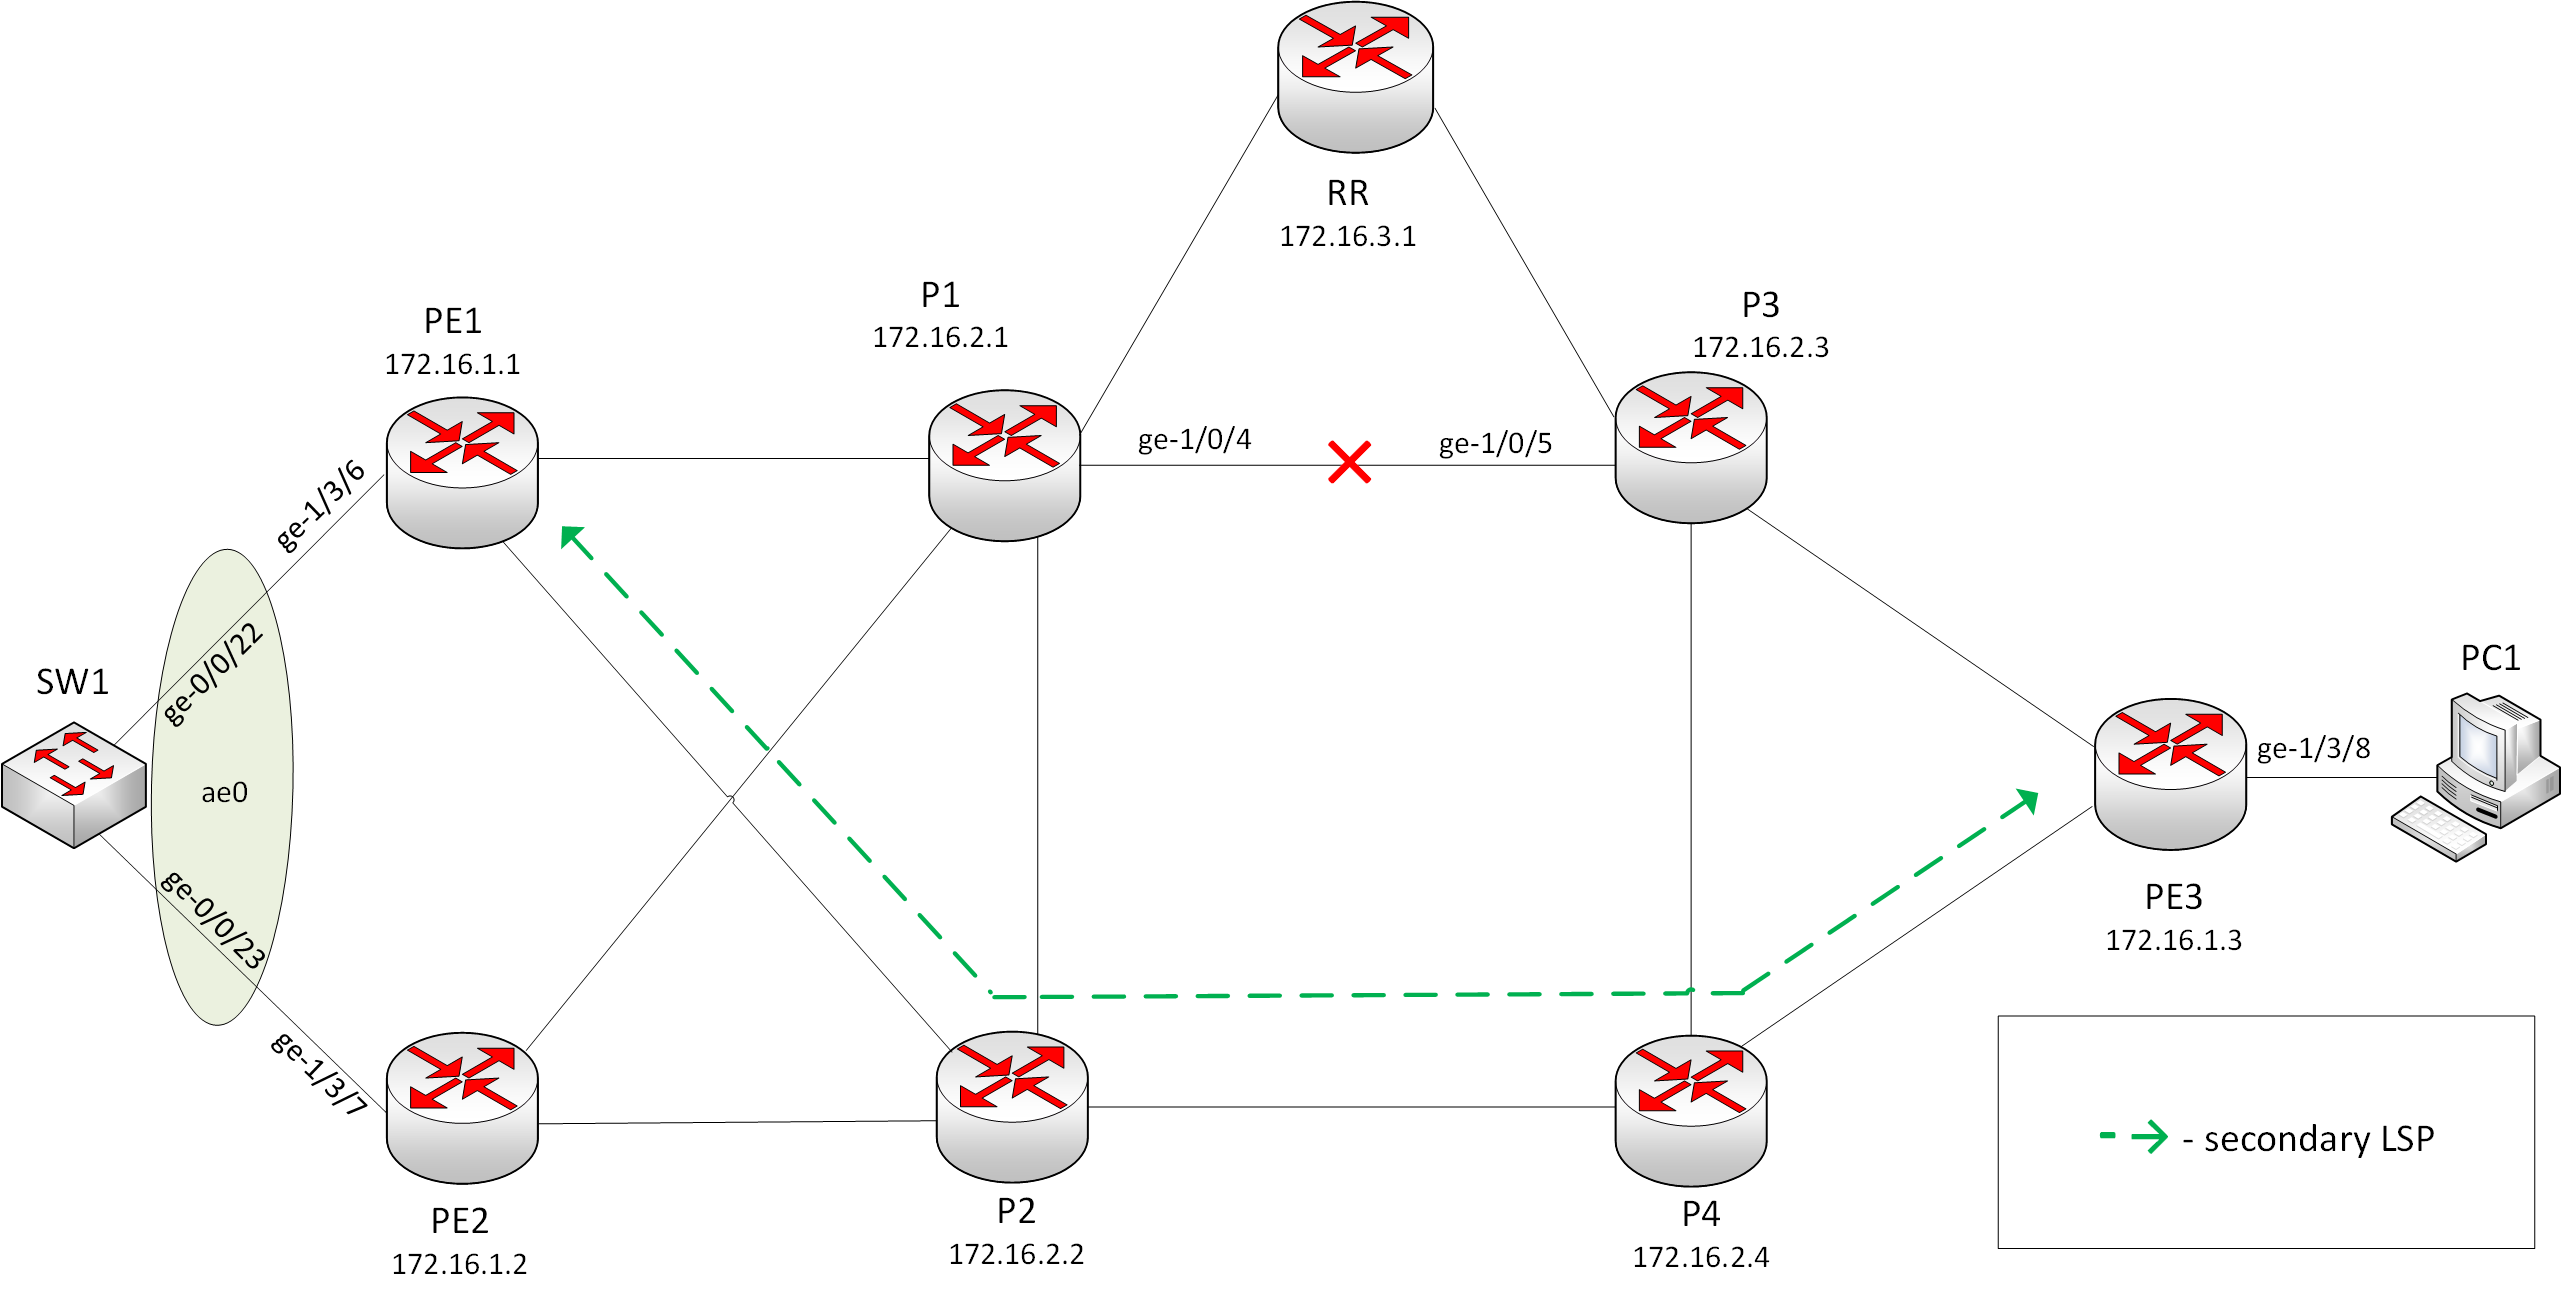 RR
172.16.3.1
P1
172.16.2.1
P3
172.16.2.3
PE1
172.16.1.1
ge-1/0/4
ge-1/0/5
ge-1/3/6
ge-0/0/22
SW1
ae0
ge-0/0/23
ge-1/3/7
PC1
ge-1/3/8
PE3
172.16.1.3
PE2
172.16.1.2
P2
172.16.2.2
P4
172.16.2.4
- secondary LSP